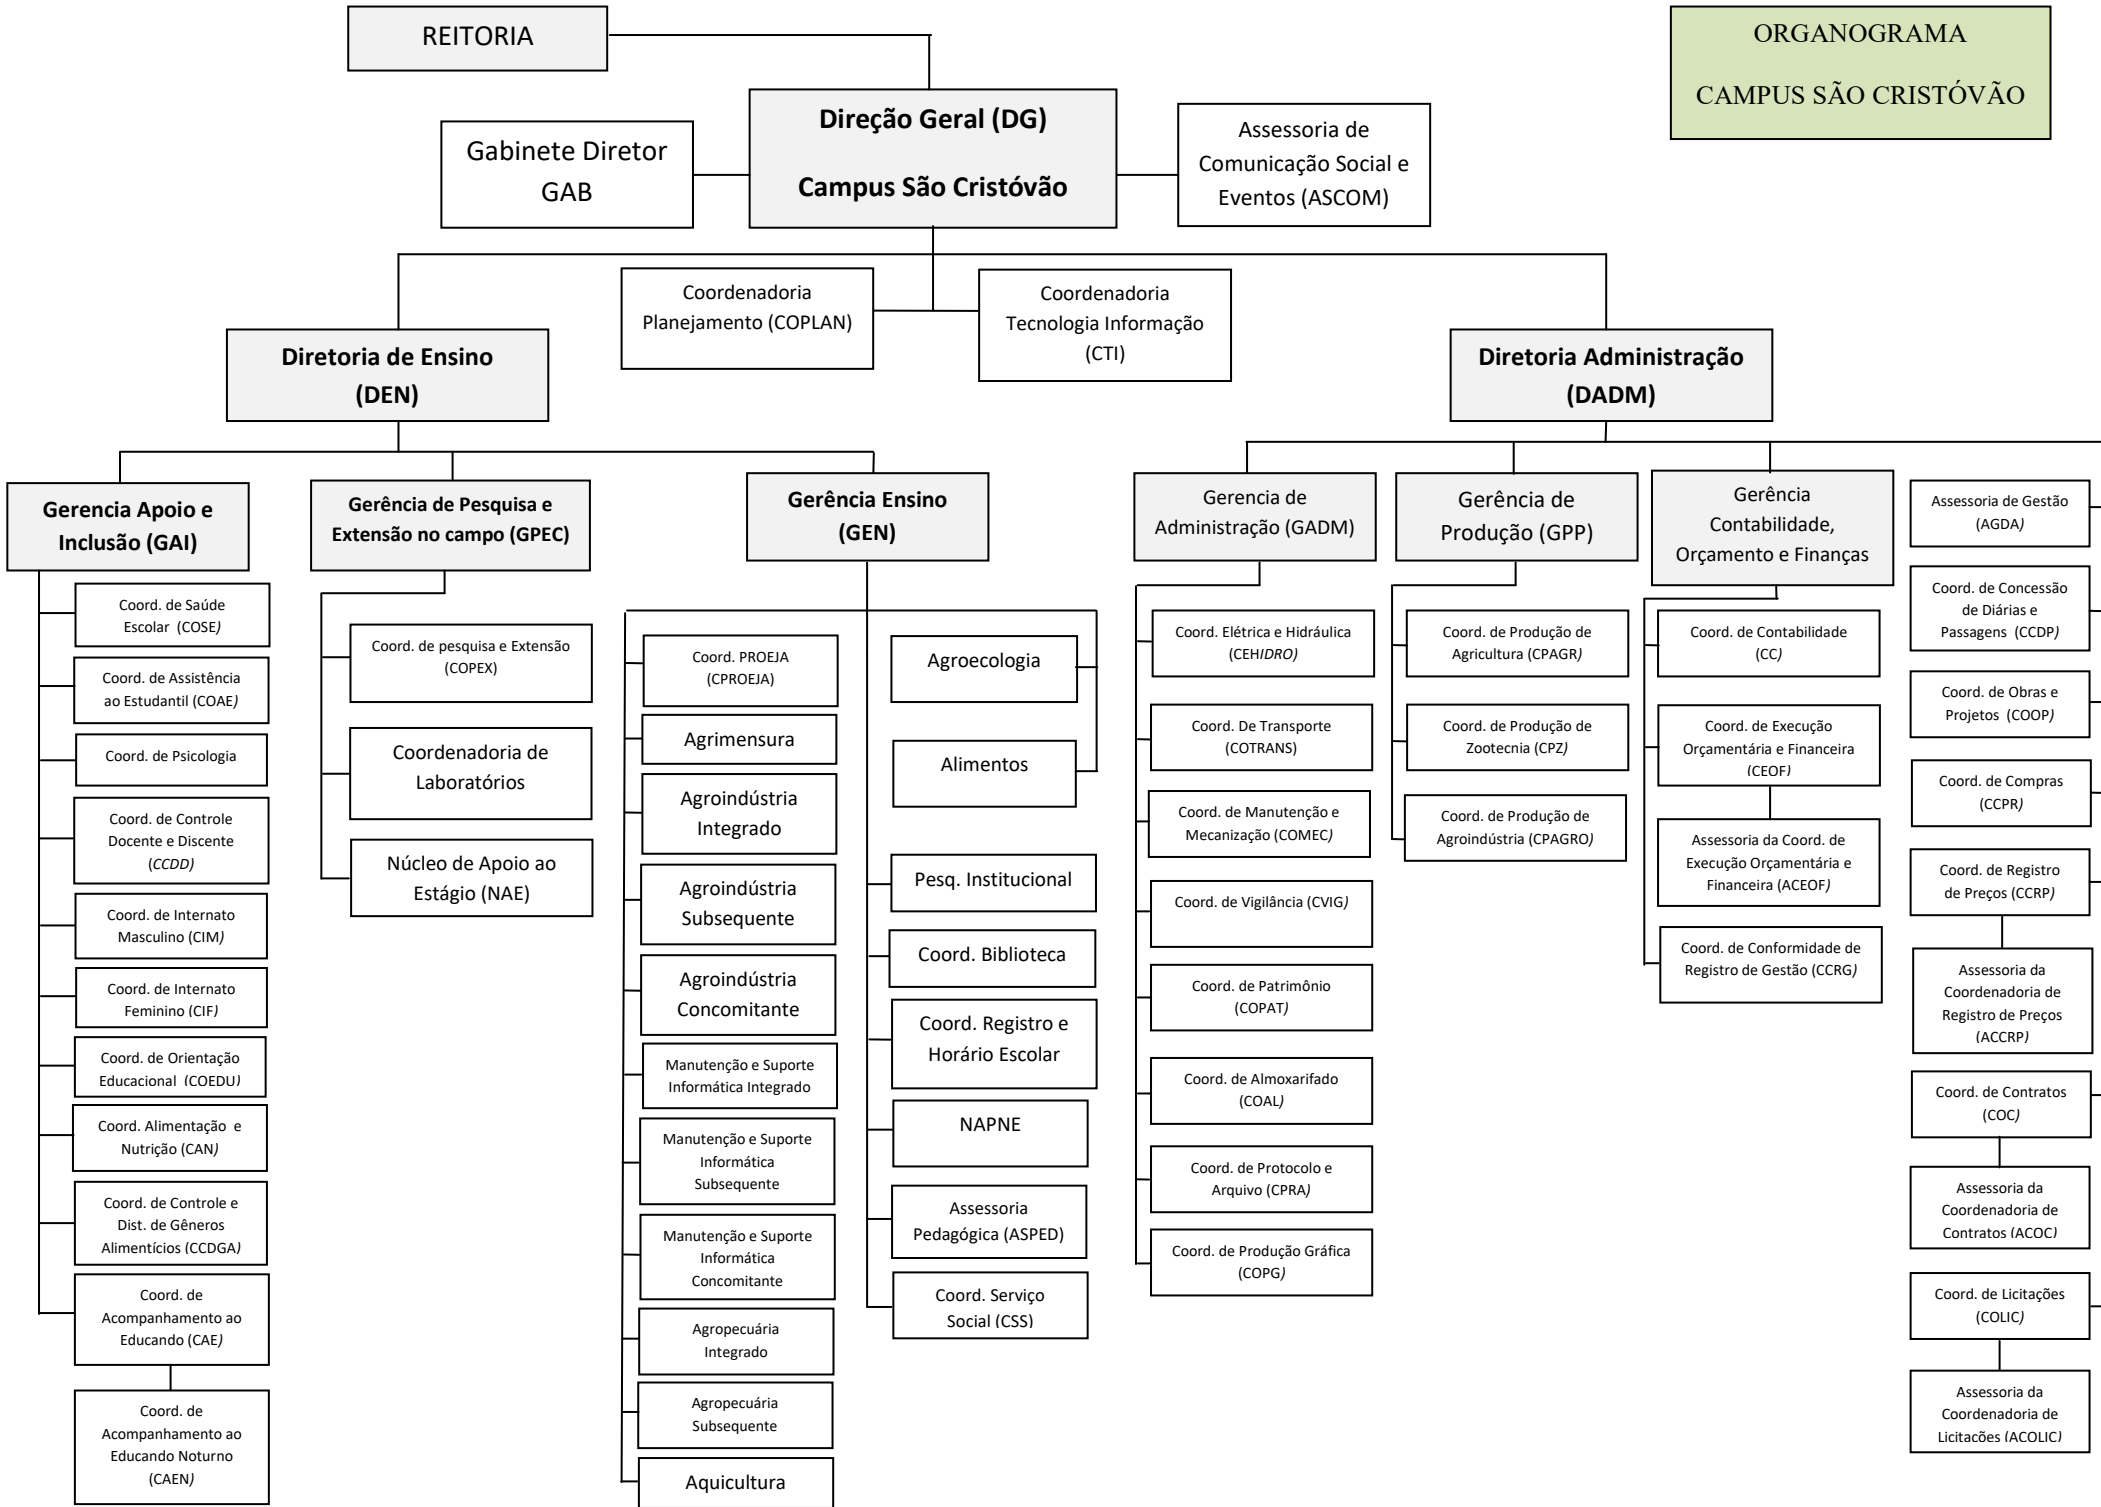 REITORIA
ORGANOGRAMA
CAMPUS SÃO CRISTÓVÃO
Direção Geral (DG)
Campus São Cristóvão
Gabinete Diretor
GAB
Assessoria de
Comunicação Social e
Eventos (ASCOM)
Coordenadoria
Planejamento (COPLAN)
Coordenadoria
Tecnologia Informação
(CTI)
Diretoria de Ensino
(DEN)
Diretoria Administração
(DADM)
Gerencia Apoio e
Inclusão (GAI)
Coord. de Saúde
Escolar (COSE)
Coord. de Assistência
ao Estudantil (COAE)
Coord. de Psicologia
Coord. de Controle
Docente e Discente
(CCDD)
Coord. de Internato
Masculino (CIM)
Coord. de Internato
Feminino (CIF)
Coord. de Orientação
Educacional (COEDU)
Coord. Alimentação e
Nutrição (CAN)
Coord. de Controle e
Dist. de Gêneros
Alimentícios (CCDGA)
Coord. de
Acompanhamento ao
Educando (CAE)
Coord. de
Acompanhamento ao
Educando Noturno
(CAEN)
Gerência de Pesquisa e
Extensão no campo (GPEC)
Coord. de pesquisa e Extensão
(COPEX)
Coordenadoria de
Laboratórios
Núcleo de Apoio ao
Estágio (NAE)
Gerência Ensino
(GEN)
Coord. PROEJA
(CPROEJA)
Agrimensura
Agroindústria
Integrado
Agroindústria
Subsequente
Agroindústria
Concomitante
Manutenção e Suporte
Informática Integrado
Manutenção e Suporte
Informática
Subsequente
Manutenção e Suporte
Informática
Concomitante
Agropecuária
Integrado
Agropecuária
Subsequente
Aquicultura
Agroecologia
Alimentos
Pesq. Institucional
Coord. Biblioteca
Coord. Registro e
Horário Escolar
NAPNE
Assessoria
Pedagógica (ASPED)
Coord. Serviço
Social (CSS)
Gerencia de
Administração (GADM)
Coord. Elétrica e Hidráulica
(CEHIDRO)
Coord. De Transporte
(COTRANS)
Coord. de Manutenção e
Mecanização (COMEC)
Coord. de Vigilância (CVIG)
Coord. de Patrimônio
(COPAT)
Coord. de Almoxarifado
(COAL)
Coord. de Protocolo e
Arquivo (CPRA)
Coord. de Produção Gráfica
(COPG)
Gerência de
Produção (GPP)
Coord. de Produção de
Agricultura (CPAGR)
Coord. de Produção de
Zootecnia (CPZ)
Coord. de Produção de
Agroindústria (CPAGRO)
Gerência
Contabilidade,
Orçamento e Finanças
Coord. de Contabilidade
(CC)
Coord. de Execução
Orçamentária e Financeira
(CEOF)
Assessoria da Coord. de
Execução Orçamentária e
Financeira (ACEOF)
Coord. de Conformidade de
Registro de Gestão (CCRG)
Assessoria de Gestão
(AGDA)
Coord. de Concessão
de Diárias e
Passagens (CCDP)
Coord. de Obras e
Projetos (COOP)
Coord. de Compras
(CCPR)
Coord. de Registro
de Preços (CCRP)
Assessoria da
Coordenadoria de
Registro de Preços
(ACCRP)
Coord. de Contratos
(COC)
Assessoria da
Coordenadoria de
Contratos (ACOC)
Coord. de Licitações
(COLIC)
Assessoria da
Coordenadoria de
Licitações (ACOLIC)